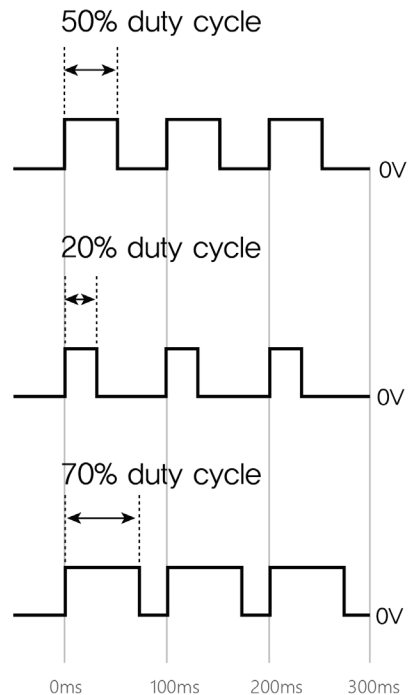 50% duty cycle
0V
20% duty cycle
0V
70% duty cycle
0V
0ms 100ms 200ms 300ms